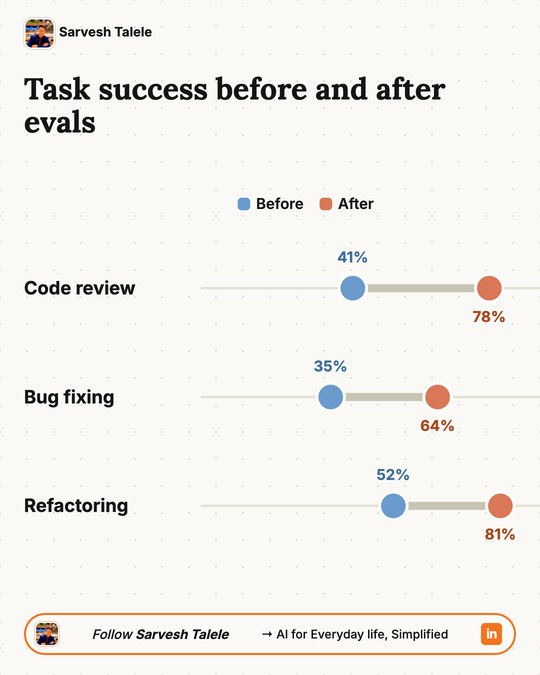 Sarvesh Talele
Task success before and after
evals
Before After
41%
Code review
78%
35%
Bug fixing
64%
52%
Refactoring
81%
Follow Sarvesh Talele → AI for Everyday life, Simplified in